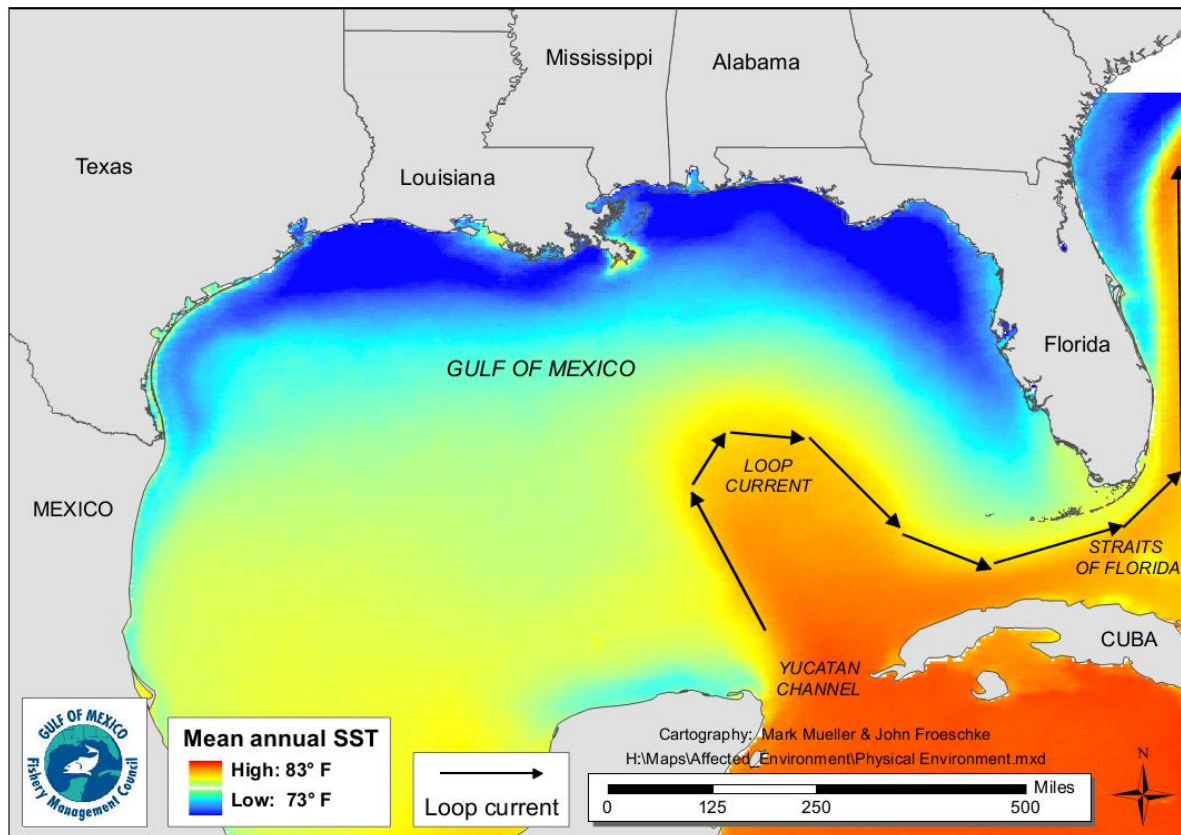 Mississippi
Alabama
Texas
Louisiana
GULF OF MEXICO
Florida
LOOP
CURRENT
MEXICO
STRAITS
OF FLORIDA
CUBA
YUCATAN
CHANNEL
GULF OF MEXICO
Fishery Management Council
Mean annual SST
High: 83° F
Low: 73° F
Loop current
Cartography: Mark Mueller & John Froeschke
H:\Maps\Affected_Environment\Physical Environment.mxd
Miles
0 125 250 500
N